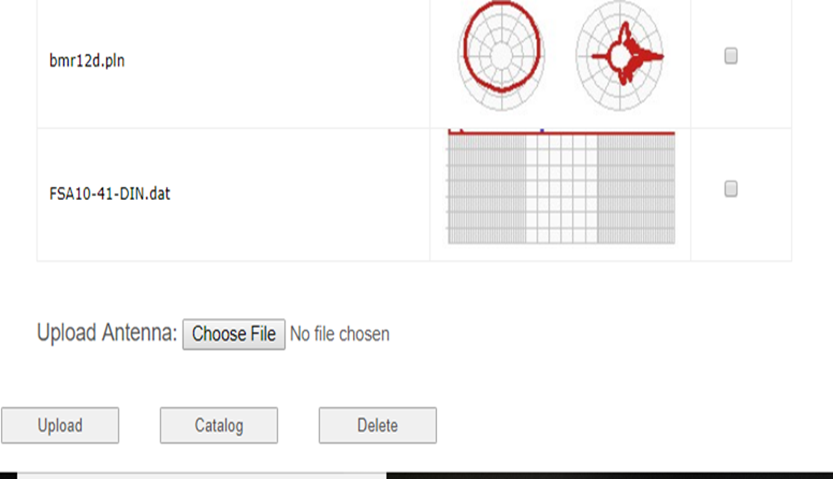 bmr12d.pln
FSA10-41-DIN.dat
Upload Antenna: Choose File No file chosen
Upload Catalog Delete